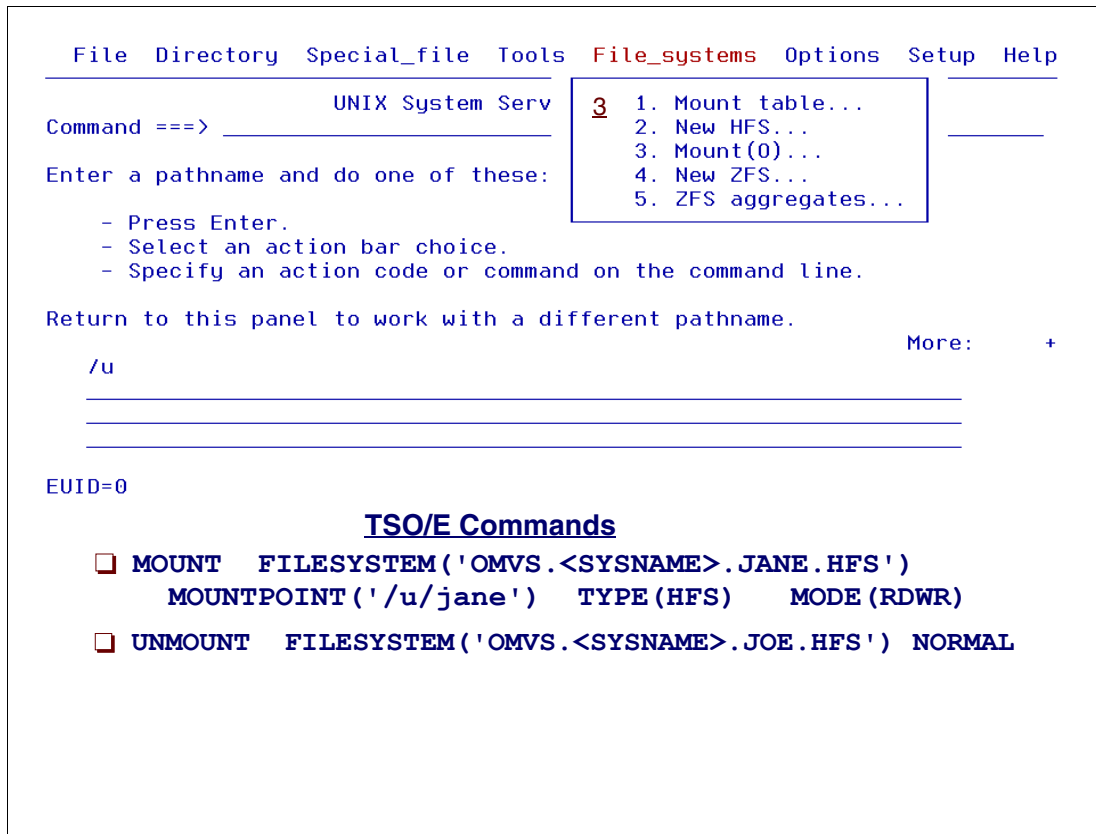 File Directory Special_file Tools File_systems Options Setup Help
UNIX System Serv
3 1. Mount table...
Command ===>
2. New HFS...
3. Mount(O)...
Enter a pathname and do one of these:
4. New ZFS...
5. ZFS aggregates...
- Press Enter.
- Select an action bar choice.
- Specify an action code or command on the command line.
Return to this panel to work with a different pathname.
More: +
/u
EUID=0
TSO/E Commands
MOUNT FILESYSTEM('OMVS.<SYSNAME>.JANE.HFS')
MOUNTPOINT('/u/jane') TYPE(HFS) MODE(RDWR)
UNMOUNT FILESYSTEM('OMVS.<SYSNAME>.JOE.HFS') NORMAL